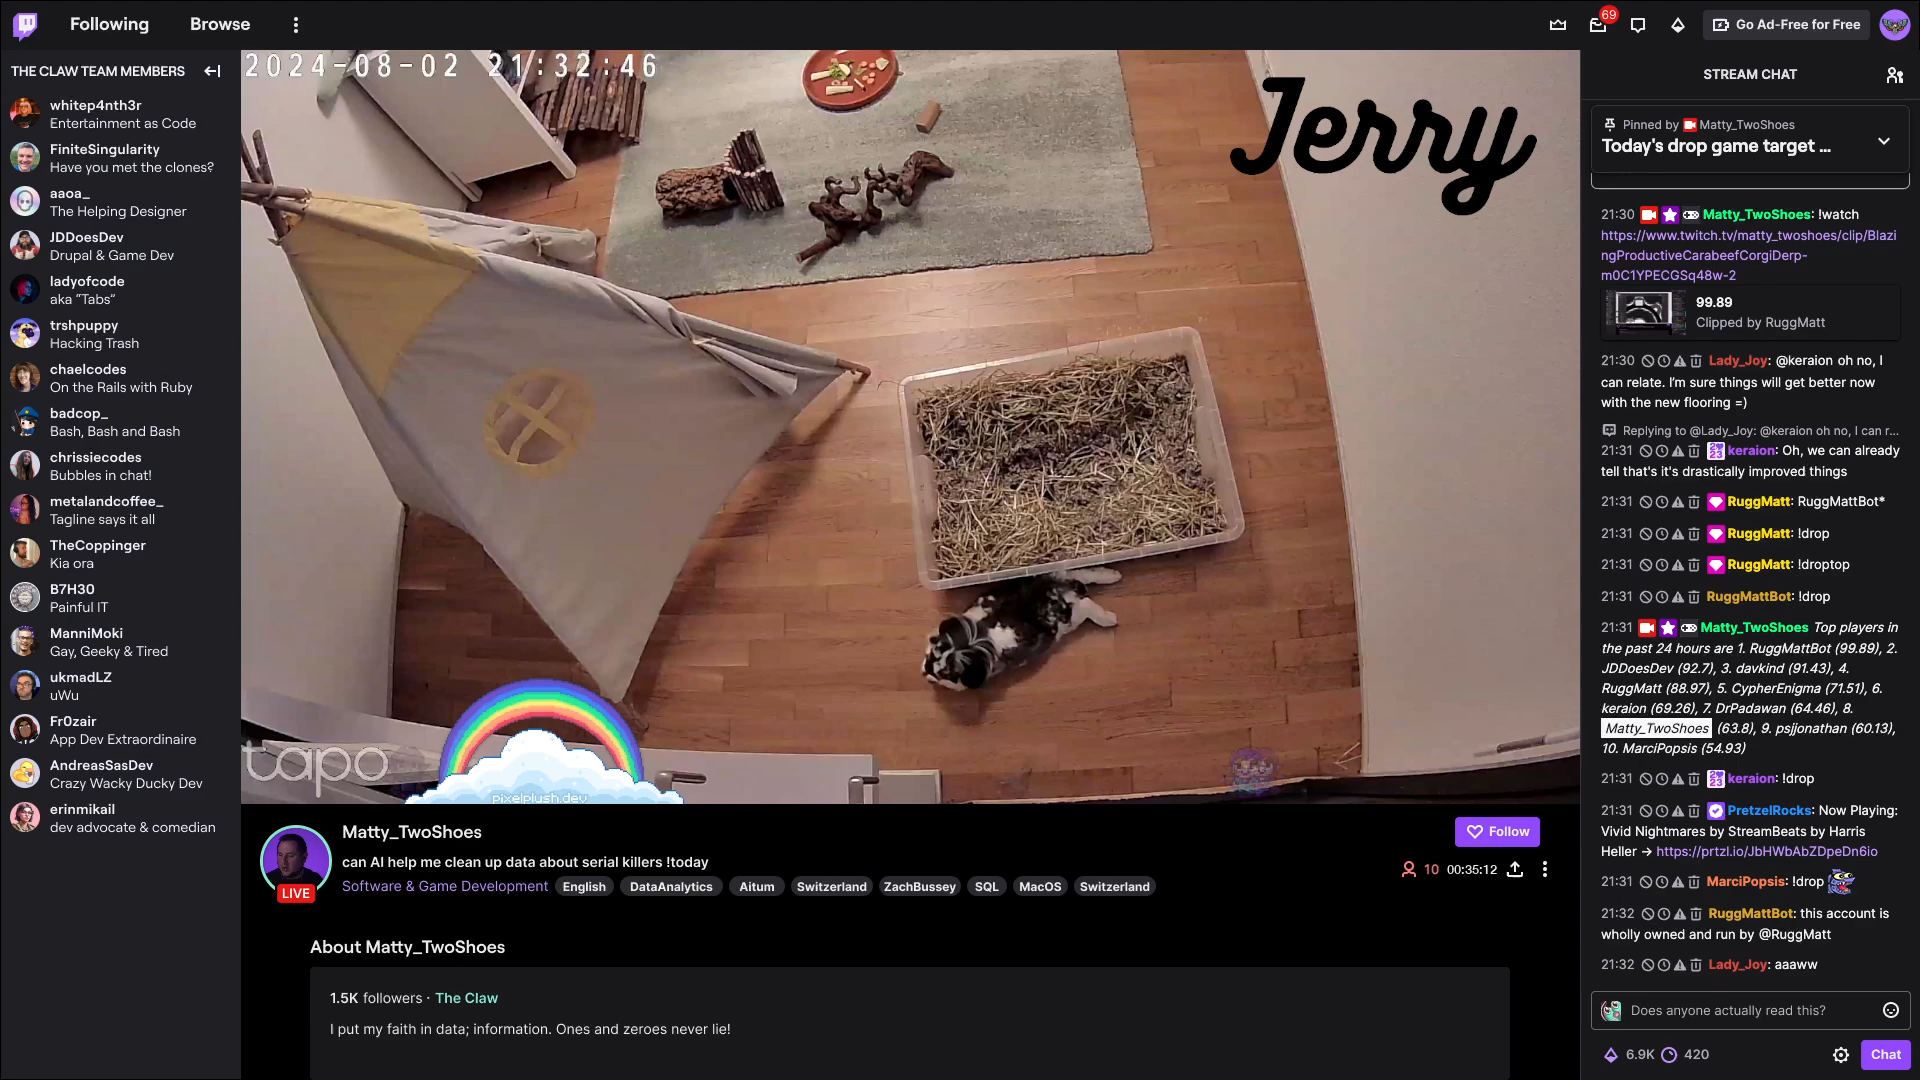 Following
Browse
69
Go Ad-Free for Free
THE CLAW TEAM MEMBERS
whitep4nth3r
Entertainment as Code
FiniteSingularity
Have you met the clones?
aaoa_
The Helping Designer
JDDoesDev
Drupal & Game Dev
ladyofcode
aka “Tabs”
trshpuppy
Hacking Trash
chaelcodes
On the Rails with Ruby
badcop_
Bash, Bash and Bash
chrissiecodes
Bubbles in chat!
metalandcoffee_
Tagline says it all
TheCoppinger
Kia ora
B7H30
Painful IT
ManniMoki
Gay, Geeky & Tired
ukmadLZ
uWu
Fr0zair
App Dev Extraordinaire
AndreasSasDev
Crazy Wacky Ducky Dev
erinmikail
dev advocate & comedian
2024-08-02 21:32:46
Jerry
tapo
pixelplush.dev
LIVE
Matty_TwoShoes
can AI help me clean up data about serial killers !today
Software & Game Development English DataAnalytics Aitum Switzerland ZachBussey SQL MacOS Switzerland
Follow
10 00:35:12
About Matty_TwoShoes
1.5K followers · The Claw
I put my faith in data; information. Ones and zeroes never lie!
STREAM CHAT
Pinned by Matty_TwoShoes
Today's drop game target ...
21:30 Matty_TwoShoes: !watch
https://www.twitch.tv/matty_twoshoes/clip/Blazi
ngProductiveCarabeefCorgiDerp-
m0C1YPECGSq48w-2
99.89
Clipped by RuggMatt
21:30 Lady_Joy: @keraion oh no, I
can relate. I'm sure things will get better now
with the new flooring =)
Replying to @Lady_Joy: @keraion oh no, I can r...
21:31 keraion: Oh, we can already
tell that's it's drastically improved things
21:31 RuggMatt: RuggMattBot*
21:31 RuggMatt: !drop
21:31 RuggMatt: !droptop
21:31 RuggMattBot: !drop
21:31 Matty_TwoShoes Top players in
the past 24 hours are 1. RuggMattBot (99.89), 2.
JDDoesDev (92.7), 3. davkind (91.43), 4.
RuggMatt (88.97), 5. CypherEnigma (71.51), 6.
keraion (69.26), 7. DrPadawan (64.46), 8.
Matty_TwoShoes (63.8), 9. psjjonathan (60.13),
10. MarciPopsis (54.93)
21:31 keraion: !drop
21:31 PretzelRocks: Now Playing:
Vivid Nightmares by StreamBeats by Harris
Heller → https://prtzl.io/JbHWbAbZDpeDn6io
21:31 MarciPopsis: !drop
21:32 RuggMattBot: this account is
wholly owned and run by @RuggMatt
21:32 Lady_Joy: aaaww
Does anyone actually read this?
6.9K 420
Chat